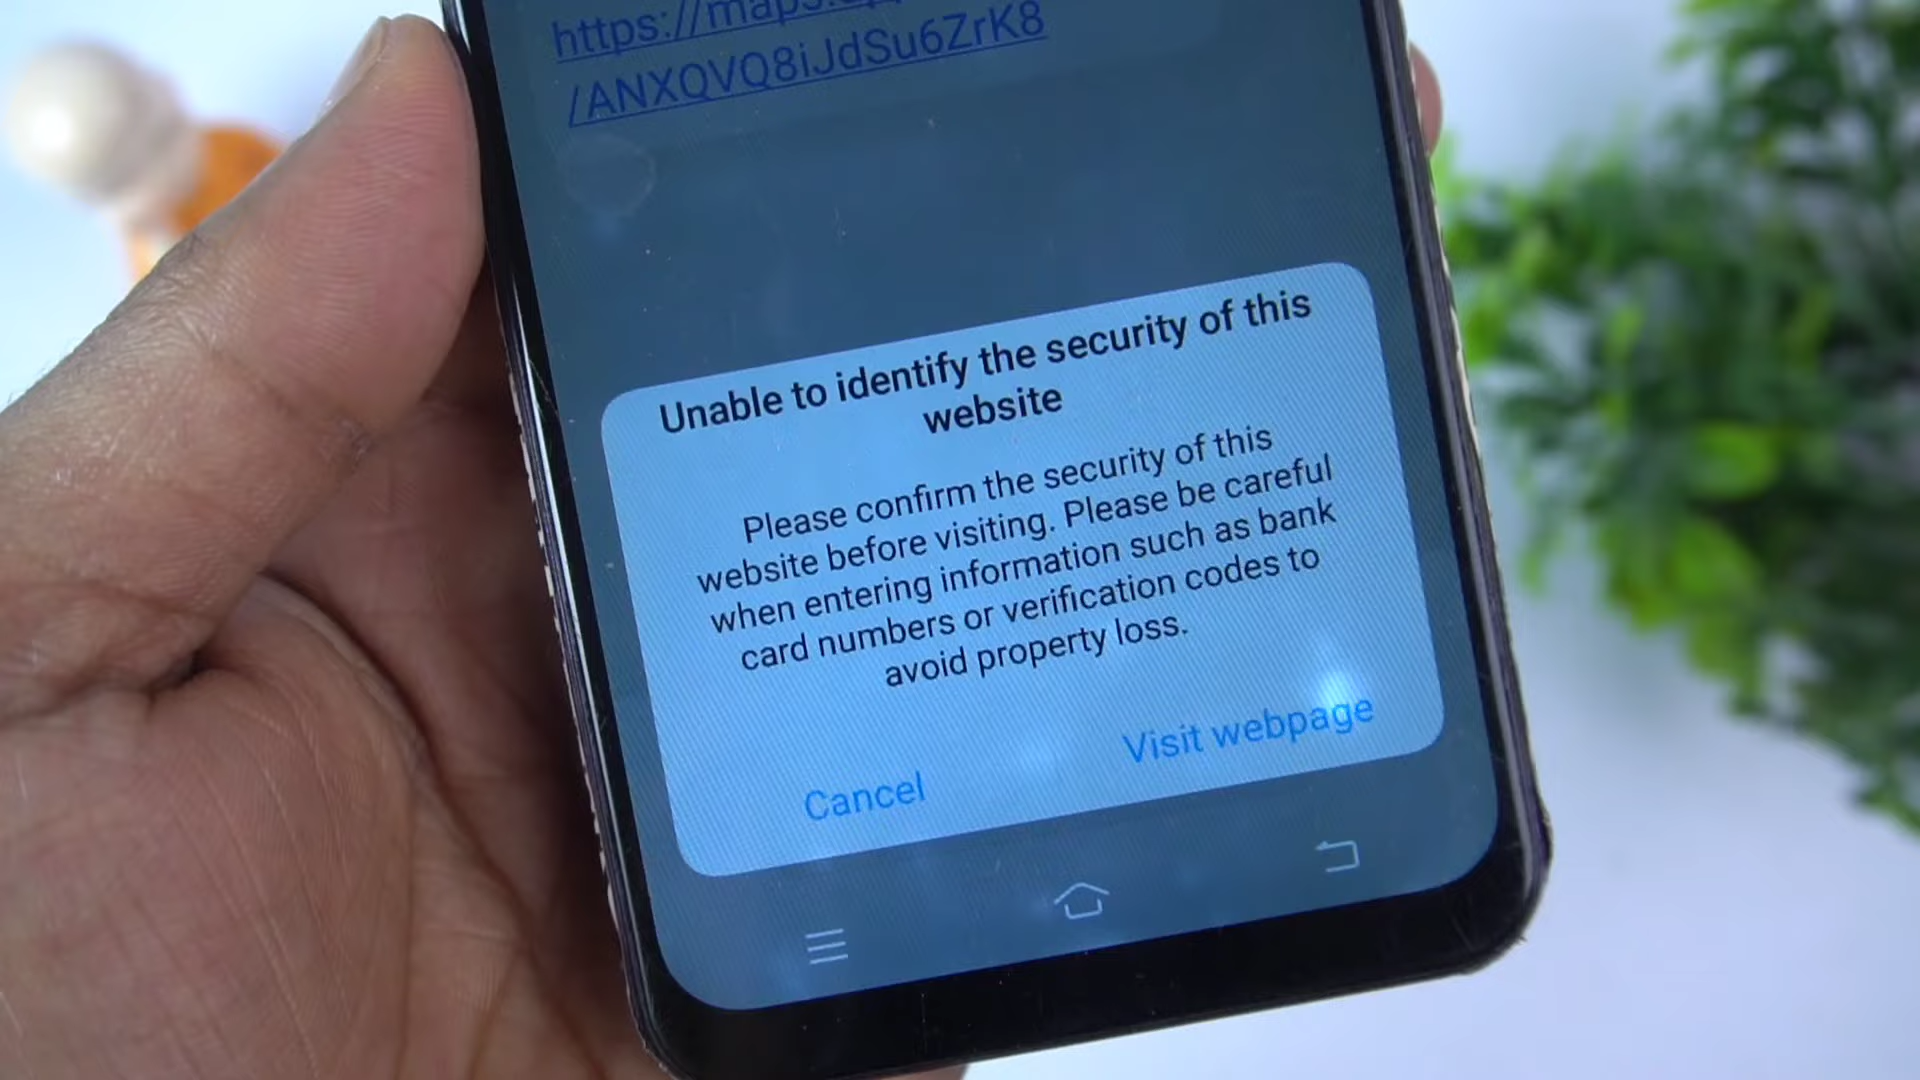 https://maps.
/ANXQVQ8iJdSu6ZrK8
Unable to identify the security of this
website
Please confirm the security of this
website before visiting. Please be careful
when entering information such as bank
card numbers or verification codes to
avoid property loss.
Cancel
Visit webpage